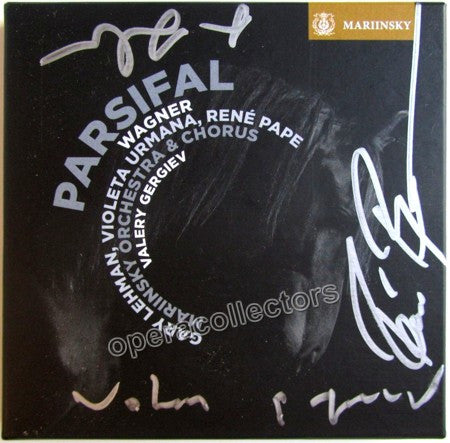 MARIINSKY
PARSIFAL
WAGNER
GARY LEHMAN, VIOLETA URMANA, RENÉ PAPE
MARIINSKY ORCHESTRA & CHORUS
VALERY GERGIEV
operacollectors